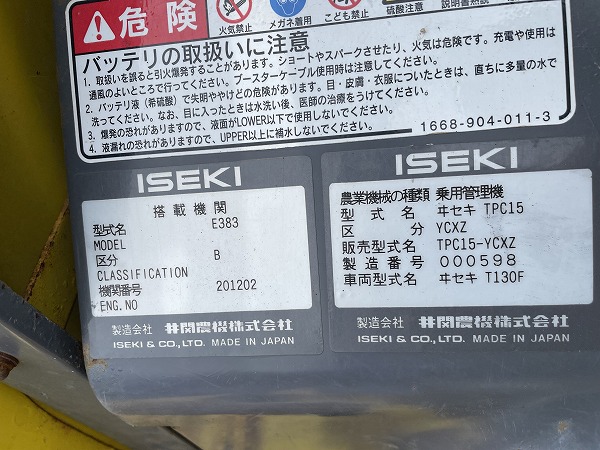 危険
火気禁止
メガネ着用
こども禁止
硫酸注意
バッテリの取扱いに注意
1. 取扱いを誤ると引火爆発することがあります。ショートやスパークさせたり、火気は危険です。充電や使用は
通風のよいところで行ってください。ブースターケーブル使用時は注意してください。
2. バッテリ液（希硫酸）で失明ややけどの危険があります。目・皮膚・衣服についたときは、直ちに多量の水で
洗ってください。なお、目に入ったときは水洗い後、医師の治療をうけてください。
3. 爆発の恐れがありますので、液面がLOWER以下で使用しないでください。
4. 液漏れの恐れがありますので、UPPER以上に補水しないでください。
1668-904-011-3
ISEKI
搭載機関
型式名 E383
MODEL
区分 B
CLASSIFICATION
機関番号 201202
ENG.NO
製造会社 井関農機株式会社
ISEKI & CO.,LTD. MADE IN JAPAN
ISEKI
農業機械の種類 乗用管理機
型式名 ヰセキ TPC15
区分 YCXZ
販売型式名 TPC15-YCXZ
製造番号 000598
車両型式名 ヰセキ T130F
製造会社 井関農機株式会社
ISEKI & CO.,LTD. MADE IN JAPAN